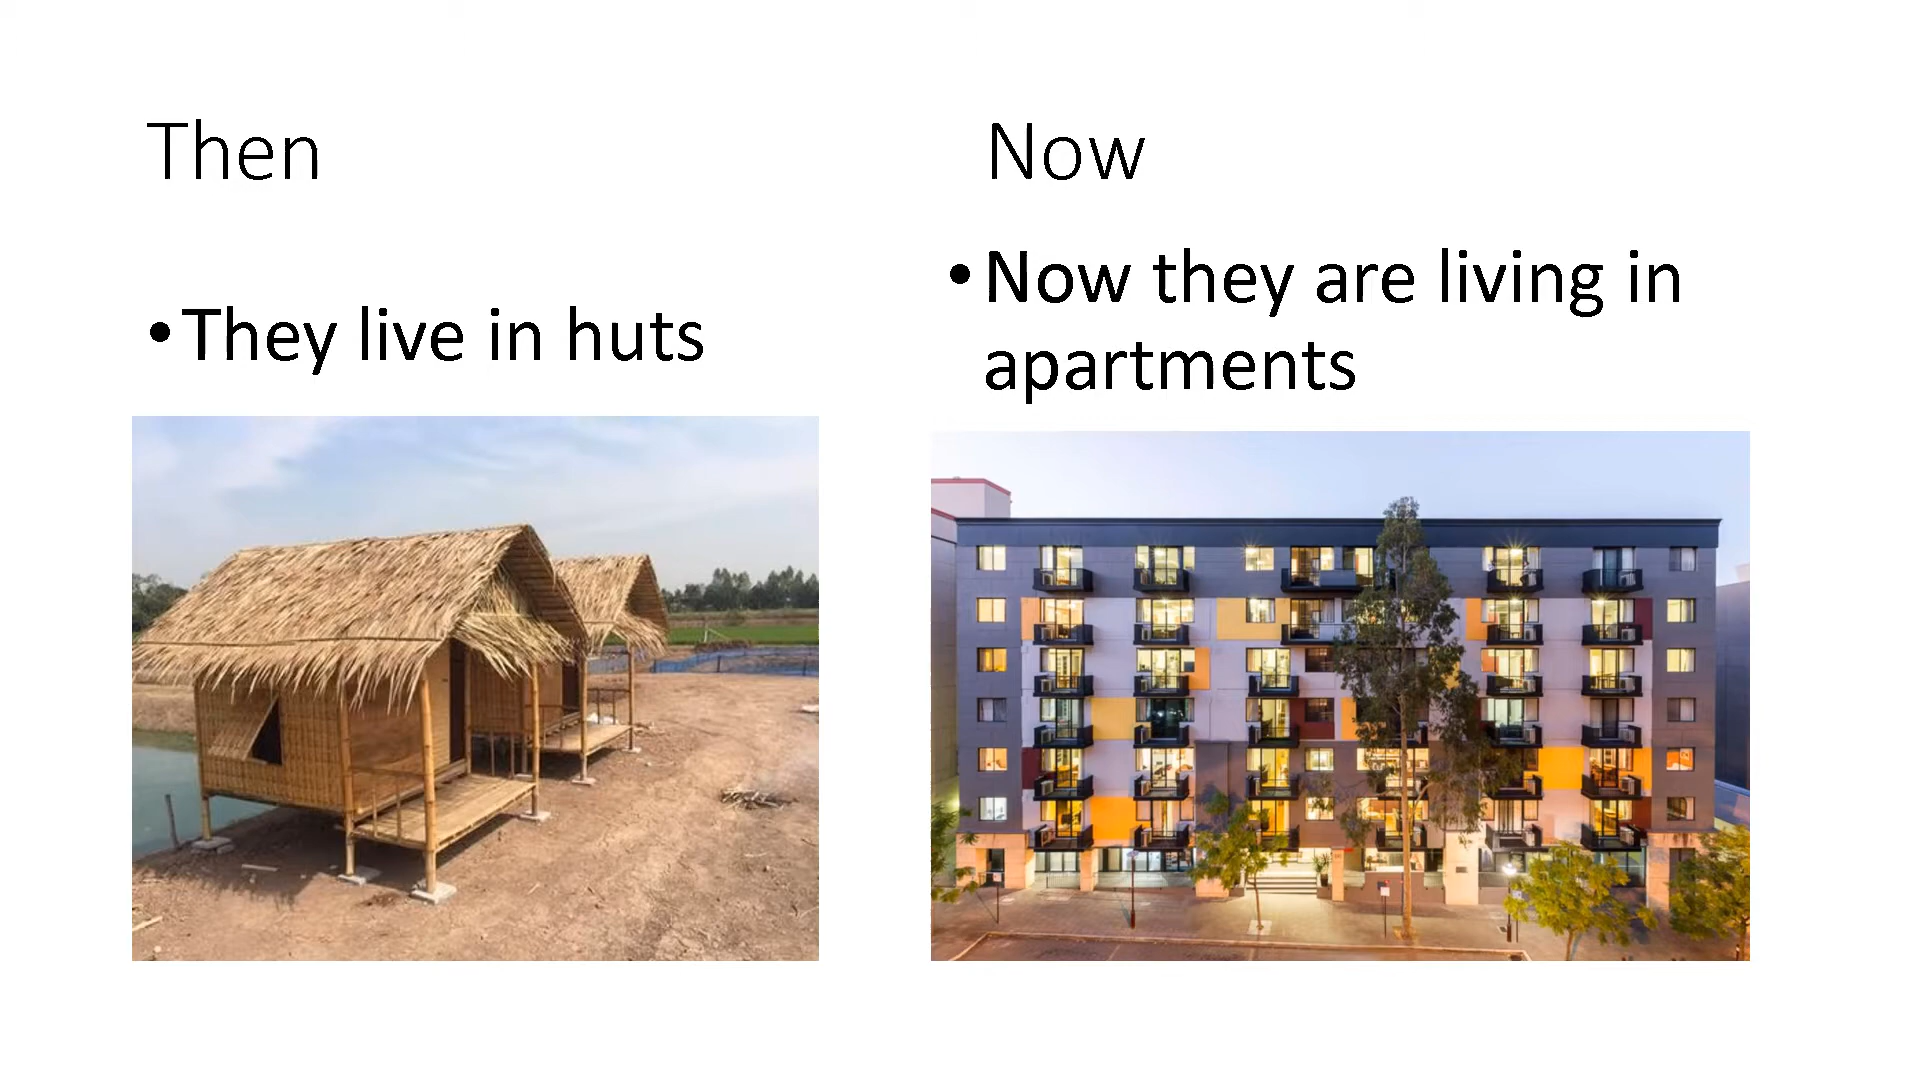 Then
• They live in huts
Now
• Now they are living in
apartments